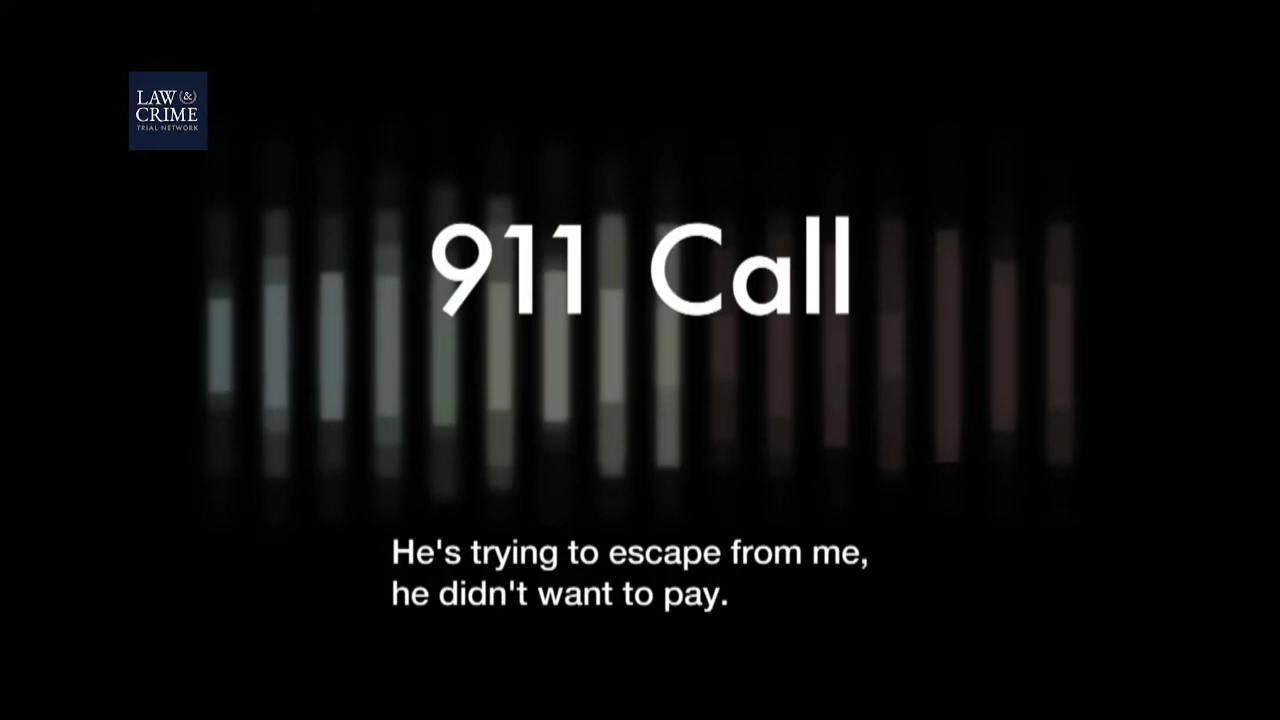 LAW &
CRIME
TRIAL NETWORK
911 Call
He's trying to escape from me,
he didn't want to pay.